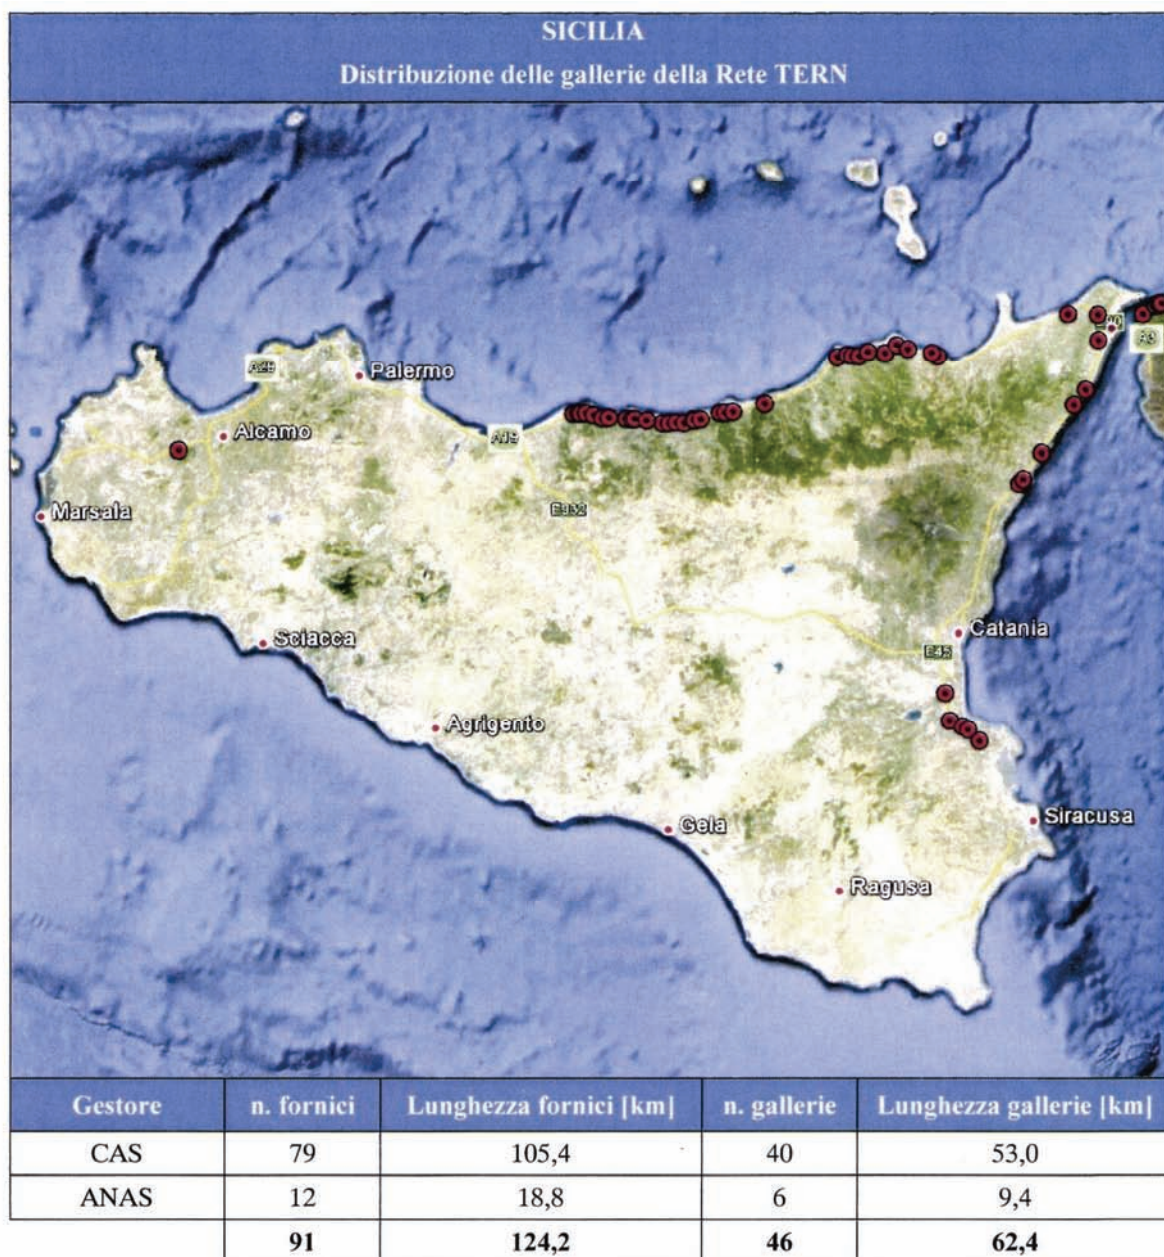 SICILIA
Distribuzione delle gallerie della Rete TERN
A3
A29
Palermo
Alcamo
A19
Marsala
E932
Sciacca
Catania
E45
Agrigento
Gela
Siracusa
Ragusa
Gestore n. fornici Lunghezza fornici [km] n. gallerie Lunghezza gallerie [km]
CAS 79 105,4 40 53,0
ANAS 12 18,8 6 9,4
91 124,2 46 62,4